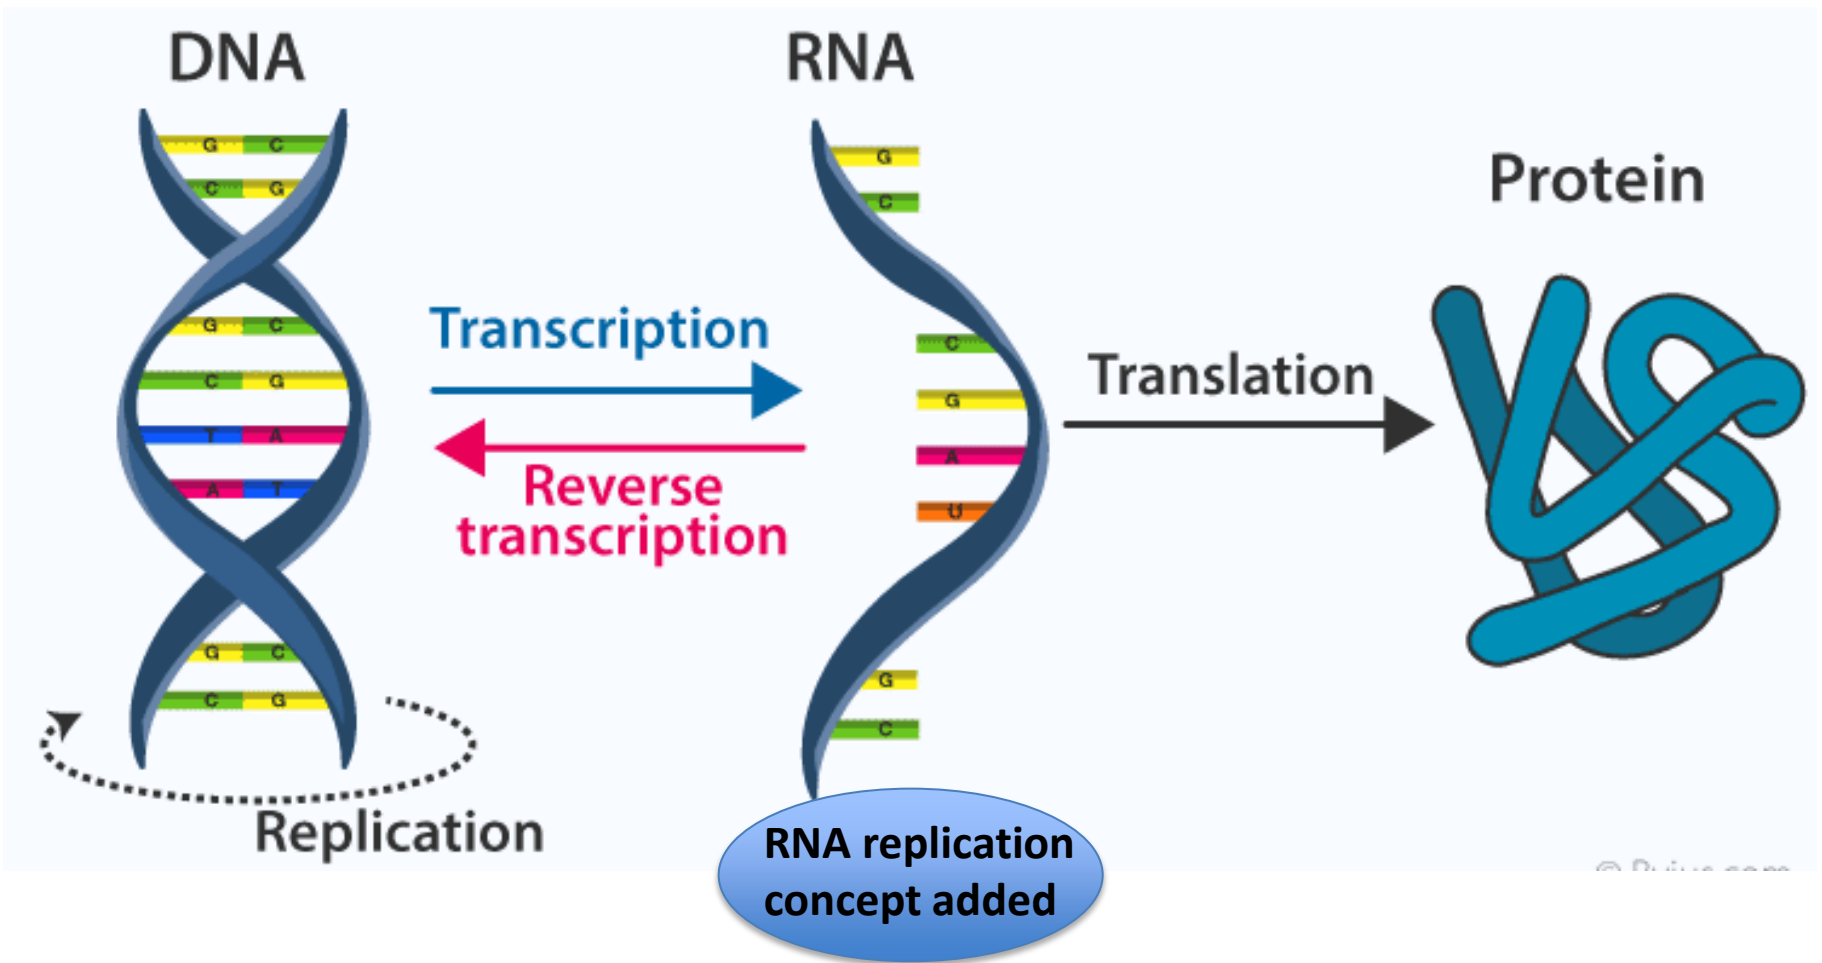 DNA
RNA
Protein
G C
C G
G C
C G
T A
A T
G C
C G
Transcription
Reverse
transcription
G
C
C
G
A
U
G
C
Translation
Replication
RNA replication
concept added